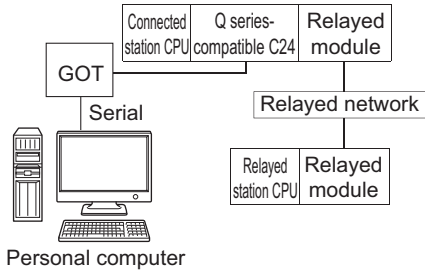 Connected
station CPU
Q series-
compatible C24
Relayed
module
GOT
Serial
Relayed network
Relayed
station CPU
Relayed
module
Personal computer